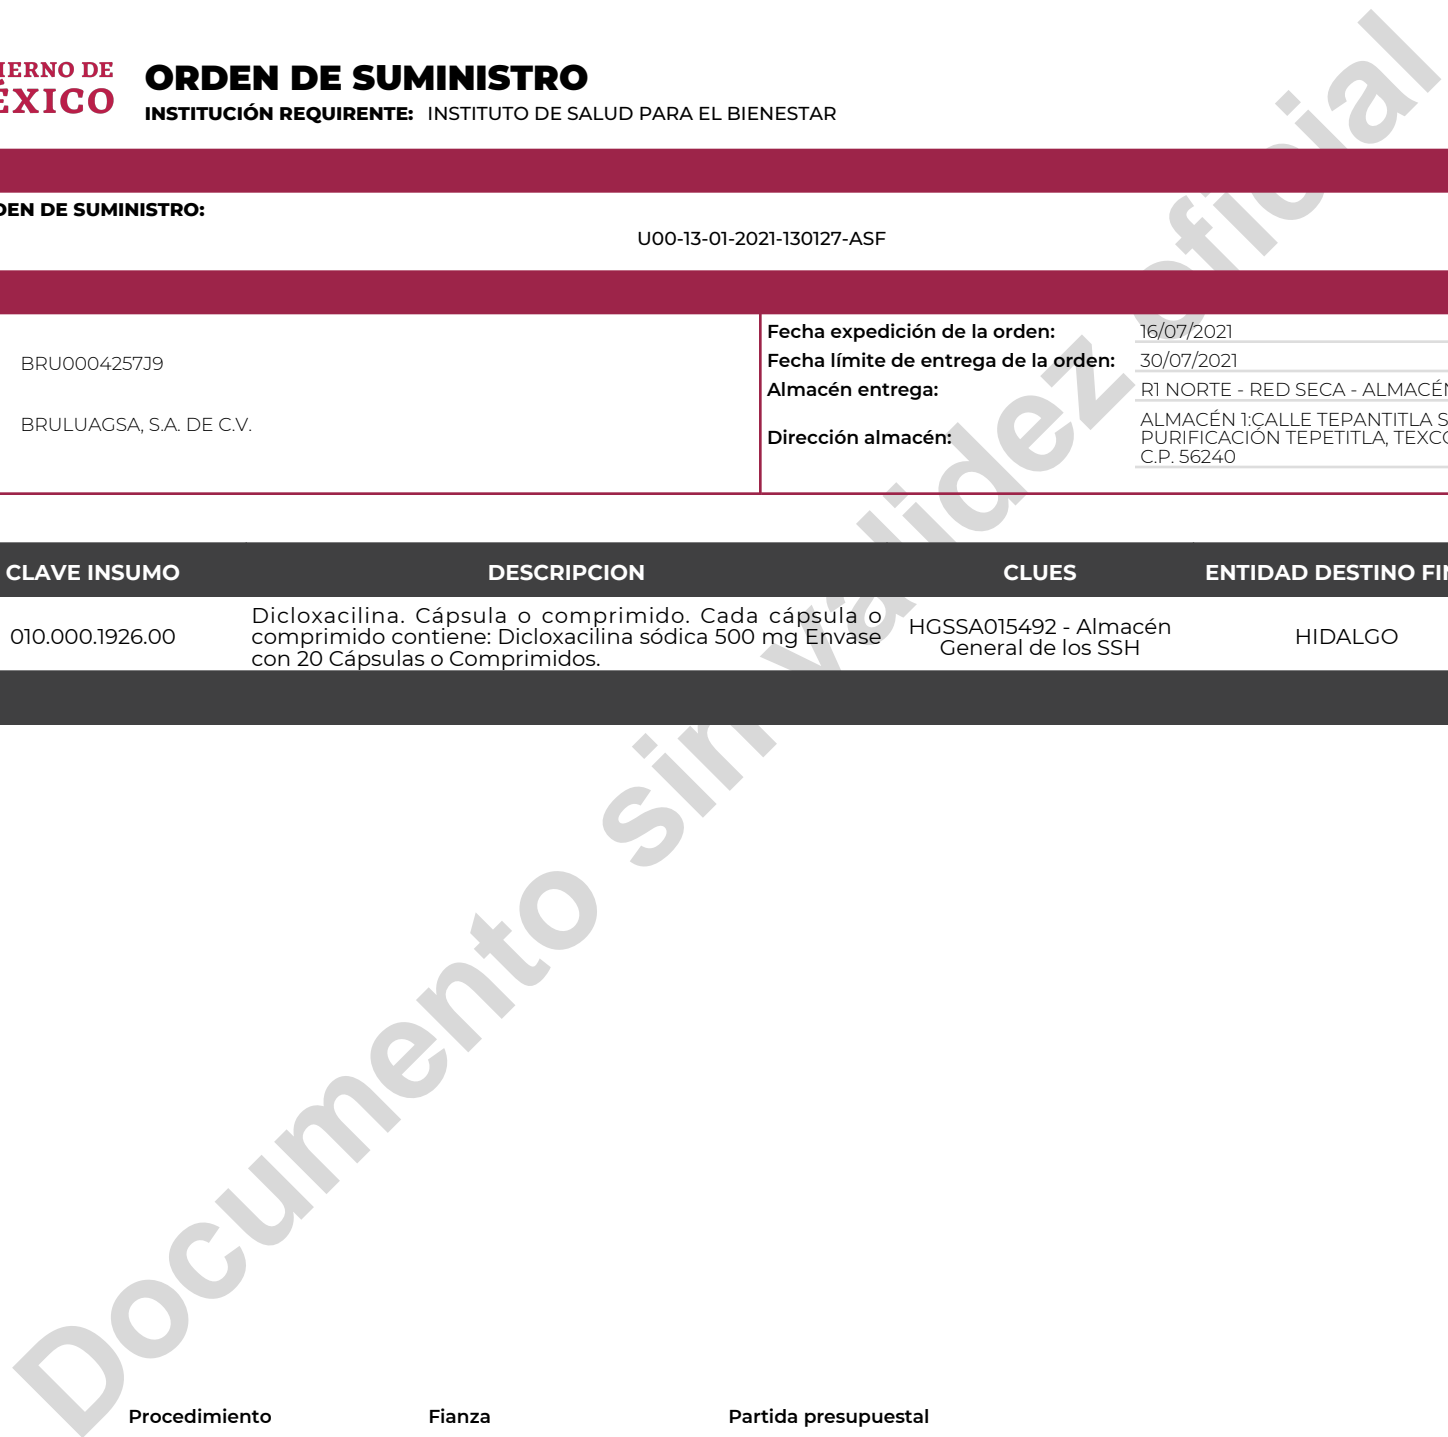 ORDEN DE SUMINISTRO
IERNO DE
ÉXICO
INSTITUCIÓN REQUIRENTE: INSTITUTO DE SALUD PARA EL BIENESTAR
DEN DE SUMINISTRO:
U00-13-01-2021-130127-ASF
BRU0004257J9
BRULUAGSA, S.A. DE C.V.
Fecha expedición de la orden: 16/07/2021
Fecha límite de entrega de la orden: 30/07/2021
Almacén entrega: R1 NORTE - RED SECA - ALMACÉN
Dirección almacén: ALMACÉN 1:CALLE TEPANTITLA S
PURIFICACIÓN TEPETITLA, TEXCO
C.P. 56240
CLAVE INSUMO DESCRIPCION CLUES ENTIDAD DESTINO FIN
010.000.1926.00
Dicloxacilina. Cápsula o comprimido. Cada cápsula o
comprimido contiene: Dicloxacilina sódica 500 mg Envase
con 20 Cápsulas o Comprimidos.
HGSSA015492 - Almacén
General de los SSH
HIDALGO
Documento sin validez oficial
Procedimiento Fianza Partida presupuestal